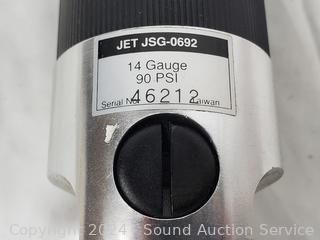 JET JSG-0692
14 Gauge
90 PSI
46212
Serial No. Taiwan
Copyright 2024 Sound Auction Service